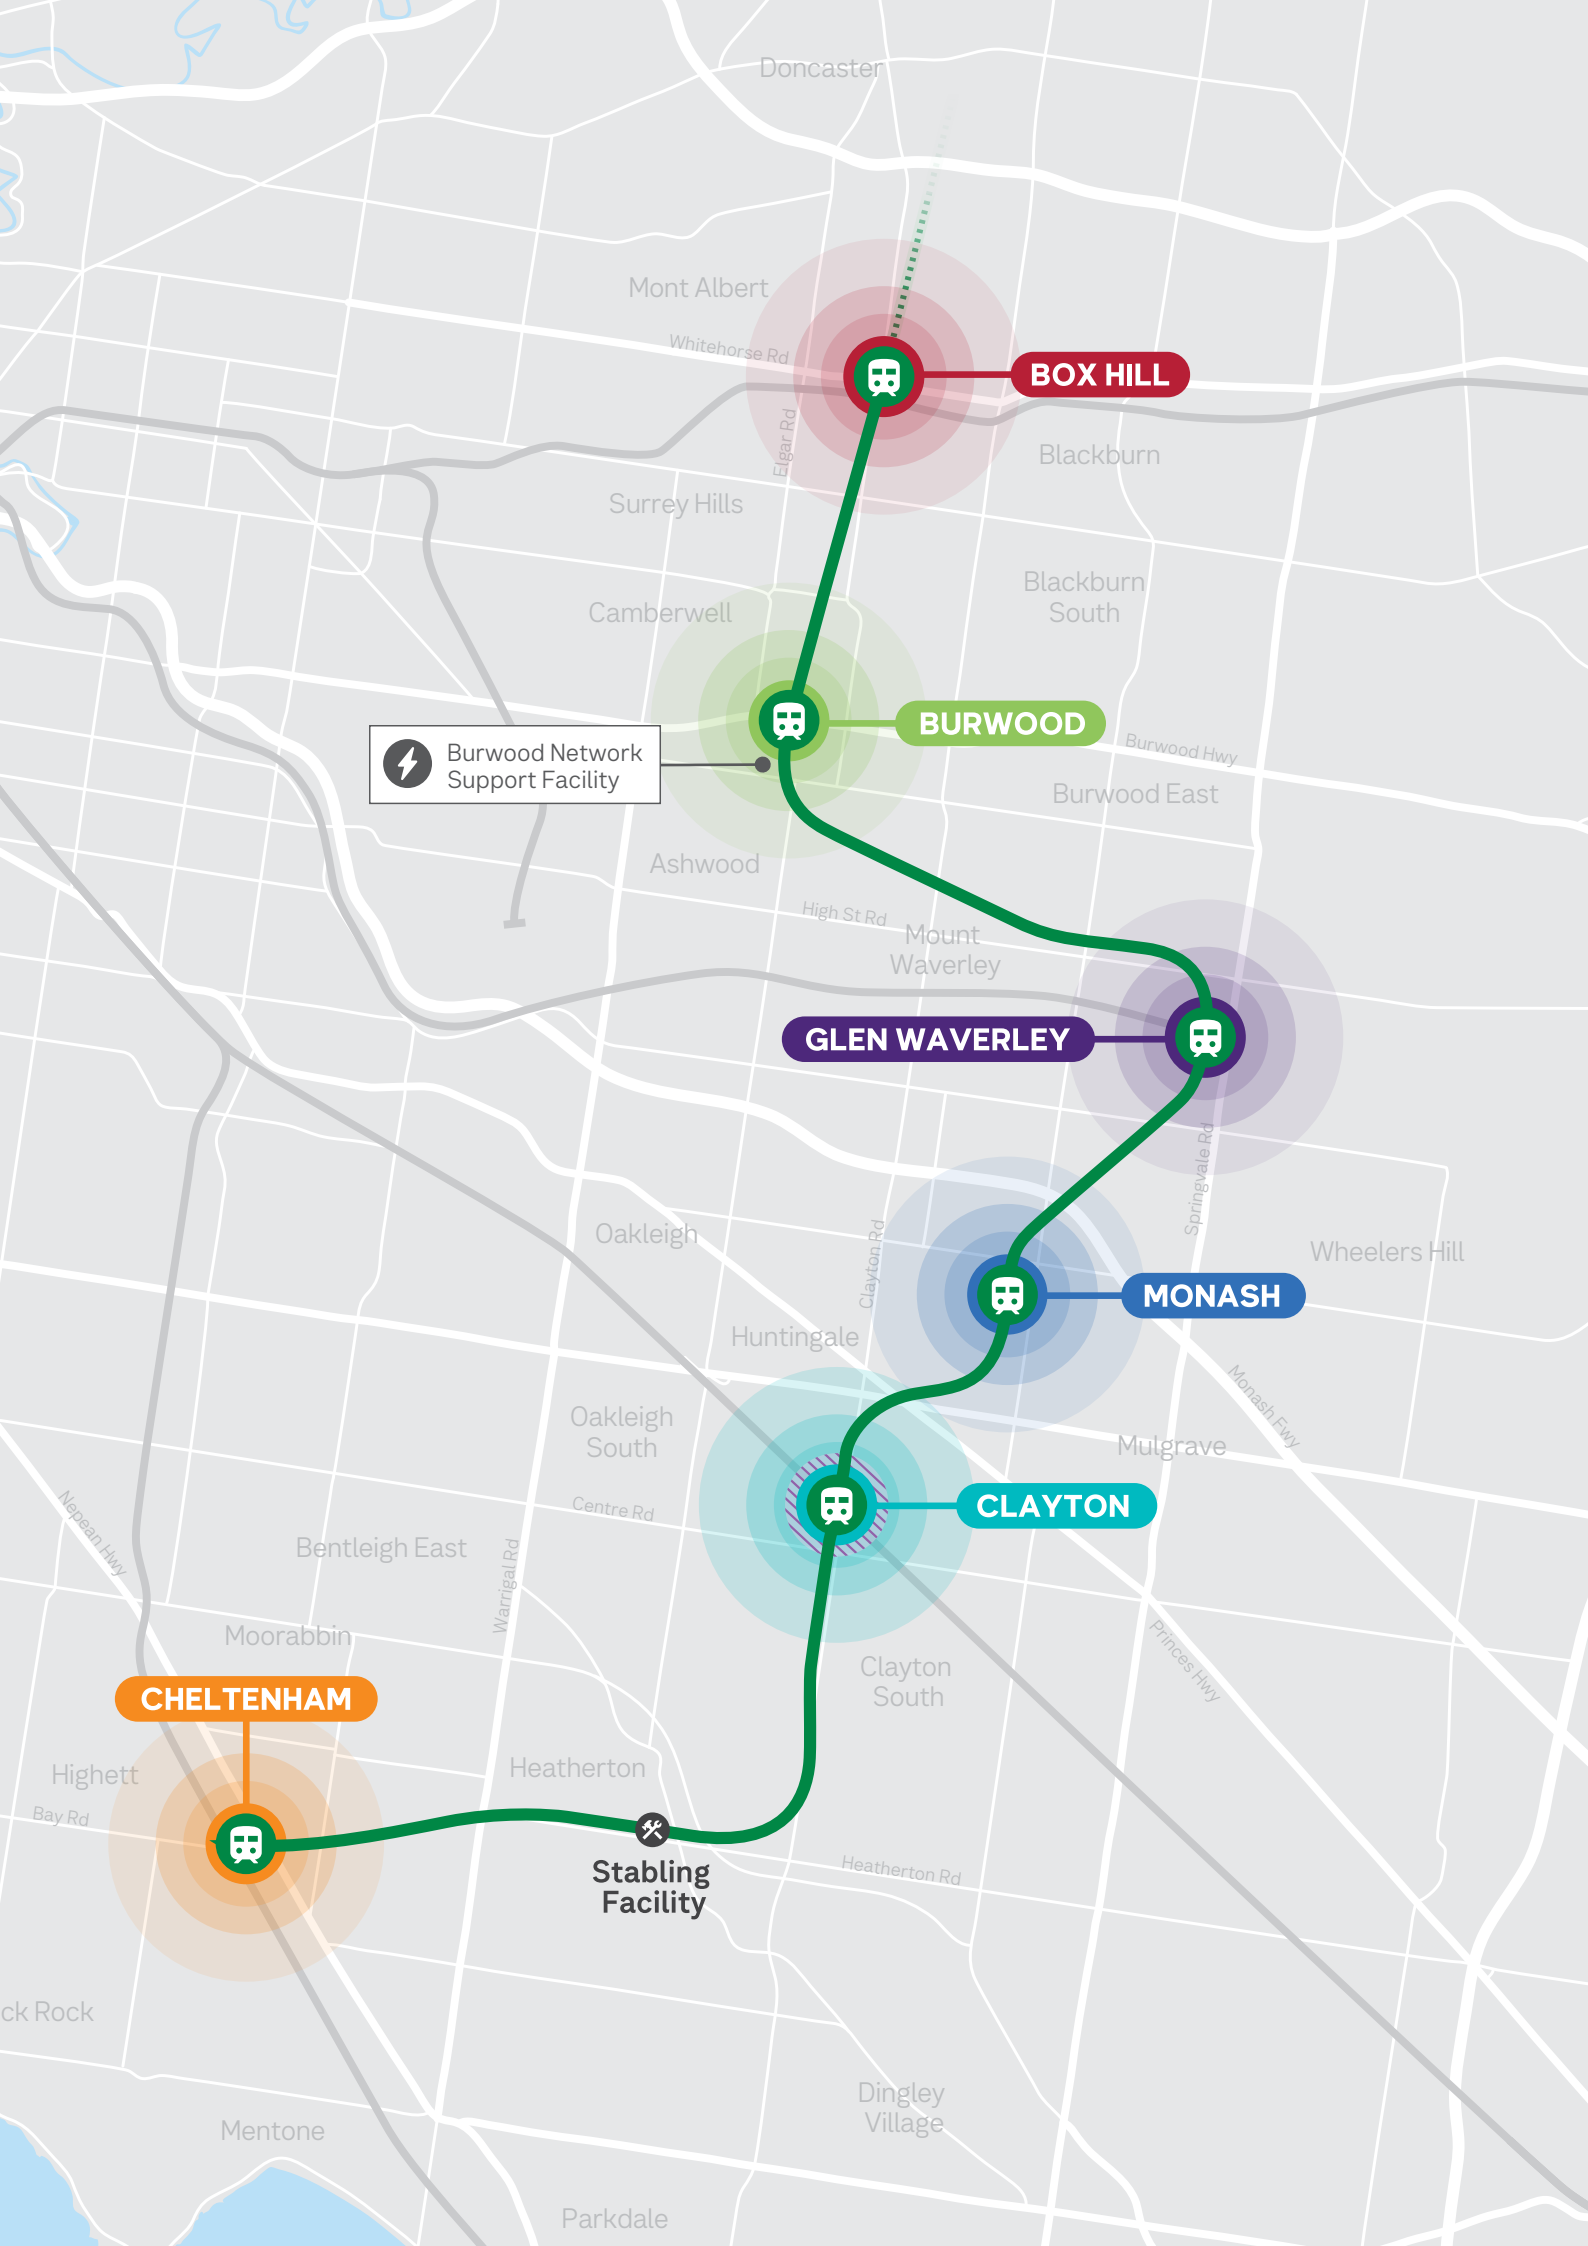 Doncaster
Mont Albert
Whitehorse Rd
BOX HILL
Elgar Rd
Blackburn
Surrey Hills
Blackburn
South
Camberwell
BURWOOD
Burwood Hwy
Burwood Network
Support Facility
Burwood East
Ashwood
High St Rd
Mount
Waverley
GLEN WAVERLEY
Springvale Rd
Oakleigh
Clayton Rd
Wheelers Hill
MONASH
Huntingale
Monash Fwy
Oakleigh
South
Mulgrave
Centre Rd
CLAYTON
Nepean Hwy
Bentleigh East
Warrigal Rd
Moorabbin
Princes Hwy
Clayton
South
CHELTENHAM
Highett
Heatherton
Bay Rd
Stabling
Facility
Heatherton Rd
ck Rock
Dingley
Village
Mentone
Parkdale